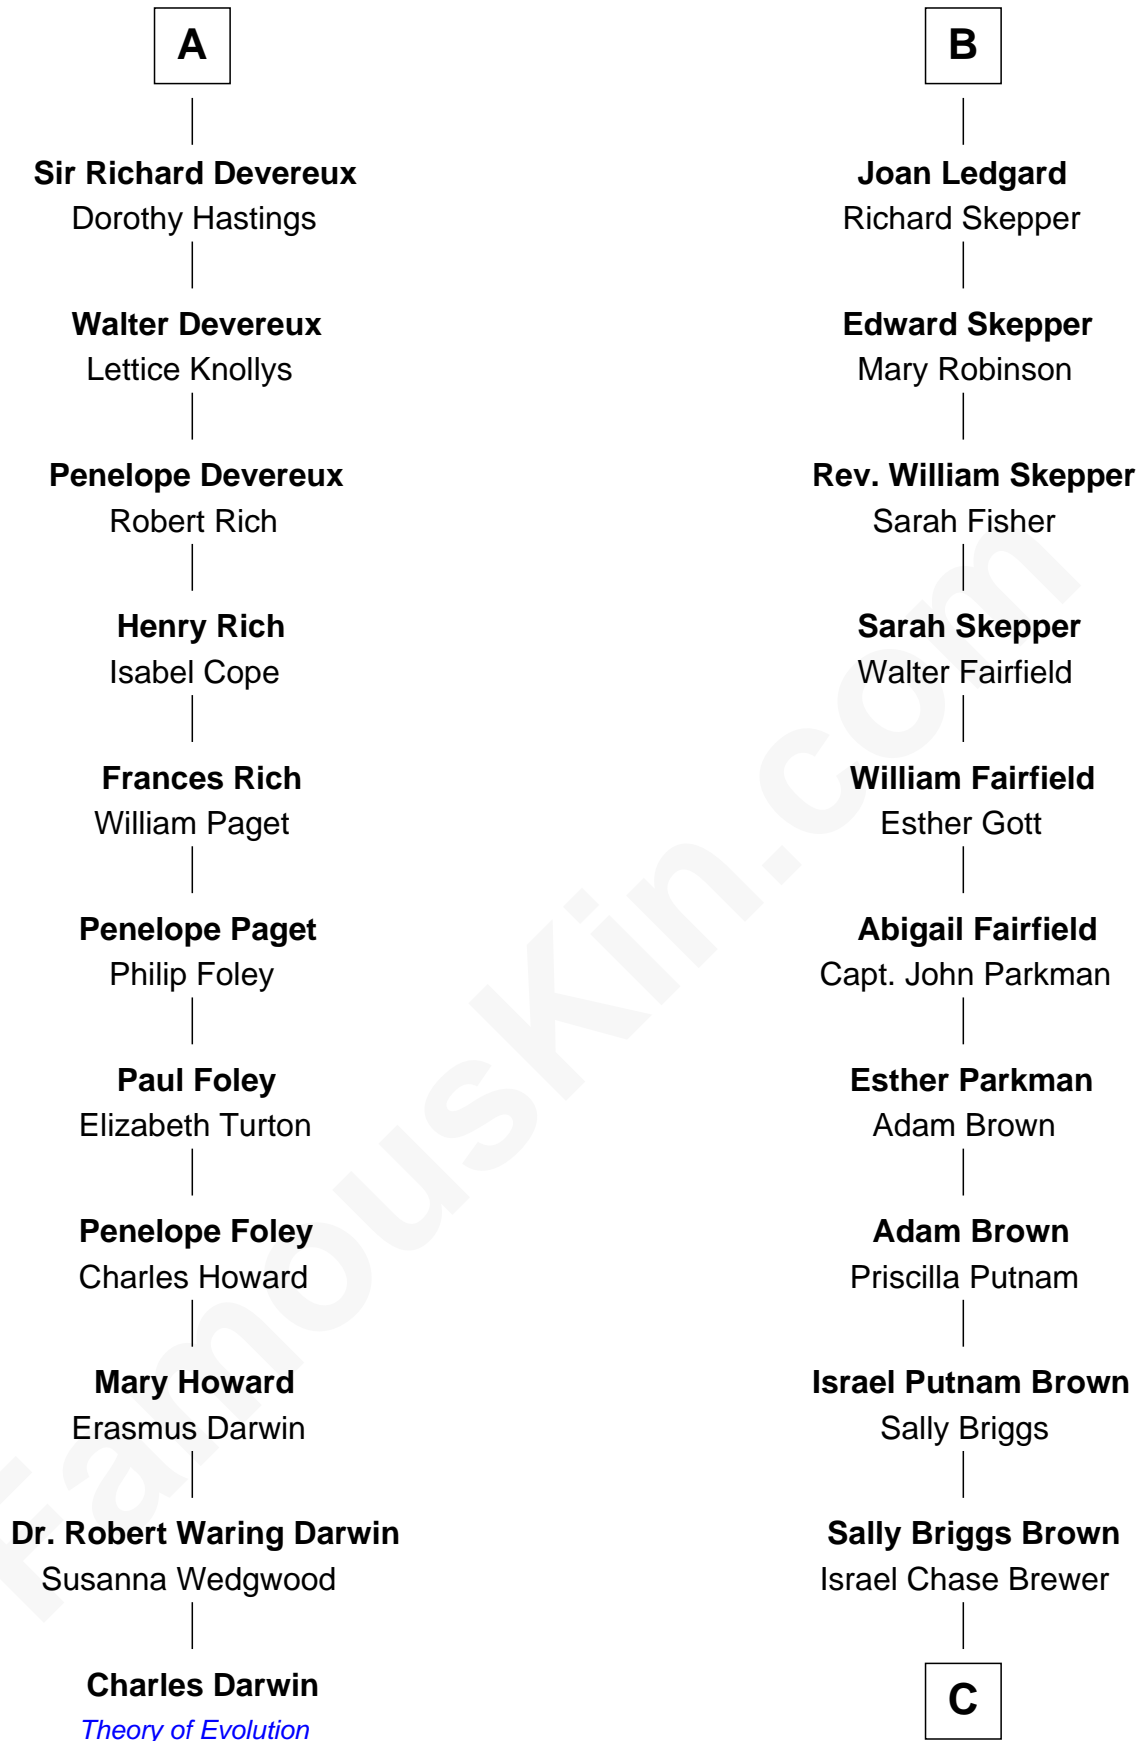 A
Sir Richard Devereux
Dorothy Hastings
Walter Devereux
Lettice Knollys
Penelope Devereux
Robert Rich
Henry Rich
Isabel Cope
Frances Rich
William Paget
Penelope Paget
Philip Foley
Paul Foley
Elizabeth Turton
Penelope Foley
Charles Howard
Mary Howard
Erasmus Darwin
Dr. Robert Waring Darwin
Susanna Wedgwood
Charles Darwin
Theory of Evolution
B
Joan Ledgard
Richard Skepper
Edward Skepper
Mary Robinson
Rev. William Skepper
Sarah Fisher
Sarah Skepper
Walter Fairfield
William Fairfield
Esther Gott
Abigail Fairfield
Capt. John Parkman
Esther Parkman
Adam Brown
Adam Brown
Priscilla Putnam
Israel Putnam Brown
Sally Briggs
Sally Briggs Brown
Israel Chase Brewer
C
FamousKin.com